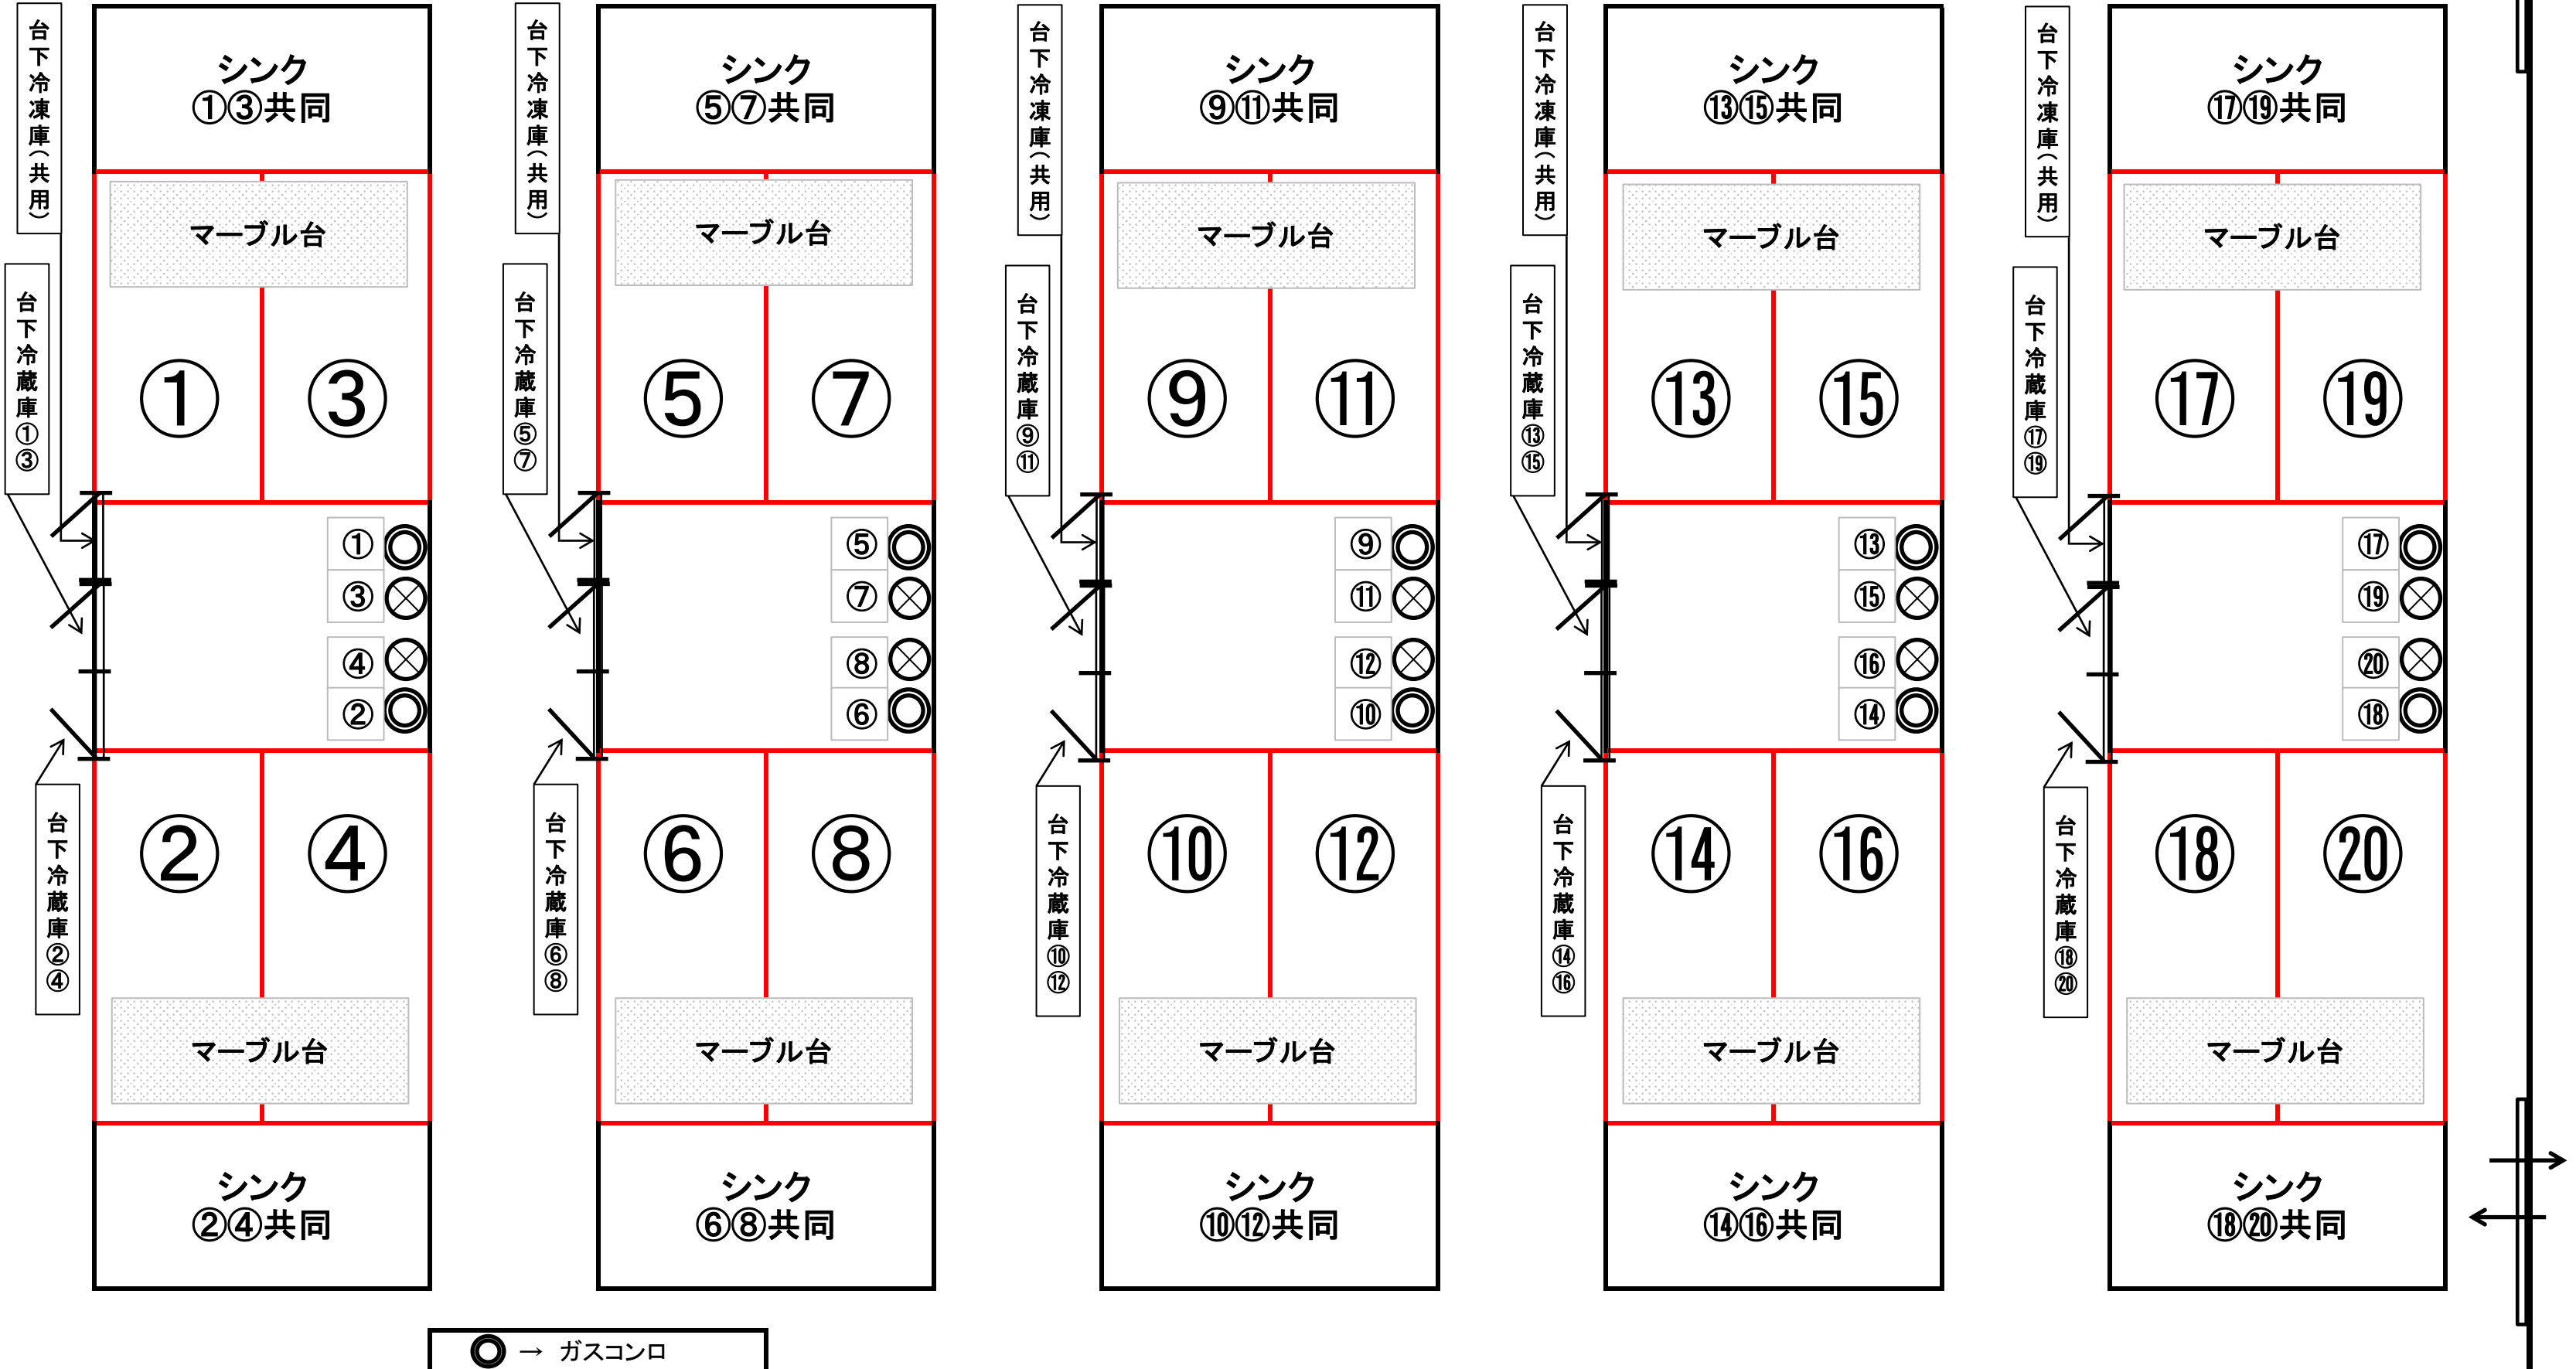 台下冷凍庫(共用)
台下冷蔵庫①③
シンク
①③共同
マーブル台
① ③
①
③
④
②
台下冷蔵庫②④
② ④
マーブル台
シンク
②④共同
台下冷凍庫(共用)
台下冷蔵庫⑤⑦
シンク
⑤⑦共同
マーブル台
⑤ ⑦
⑤
⑦
⑧
⑥
台下冷蔵庫⑥⑧
⑥ ⑧
マーブル台
シンク
⑥⑧共同
台下冷凍庫(共用)
台下冷蔵庫⑨⑪
シンク
⑨⑪共同
マーブル台
⑨ ⑪
⑨
⑪
⑫
⑩
台下冷蔵庫⑩⑫
⑩ ⑫
マーブル台
シンク
⑩⑫共同
台下冷凍庫(共用)
台下冷蔵庫⑬⑮
シンク
⑬⑮共同
マーブル台
⑬ ⑮
⑬
⑮
⑯
⑭
台下冷蔵庫⑭⑯
⑭ ⑯
マーブル台
シンク
⑭⑯共同
台下冷凍庫(共用)
台下冷蔵庫⑰⑲
シンク
⑰⑲共同
マーブル台
⑰ ⑲
⑰
⑲
⑳
⑱
台下冷蔵庫⑱⑳
⑱ ⑳
マーブル台
シンク
⑱⑳共同
◎ → ガスコンロ